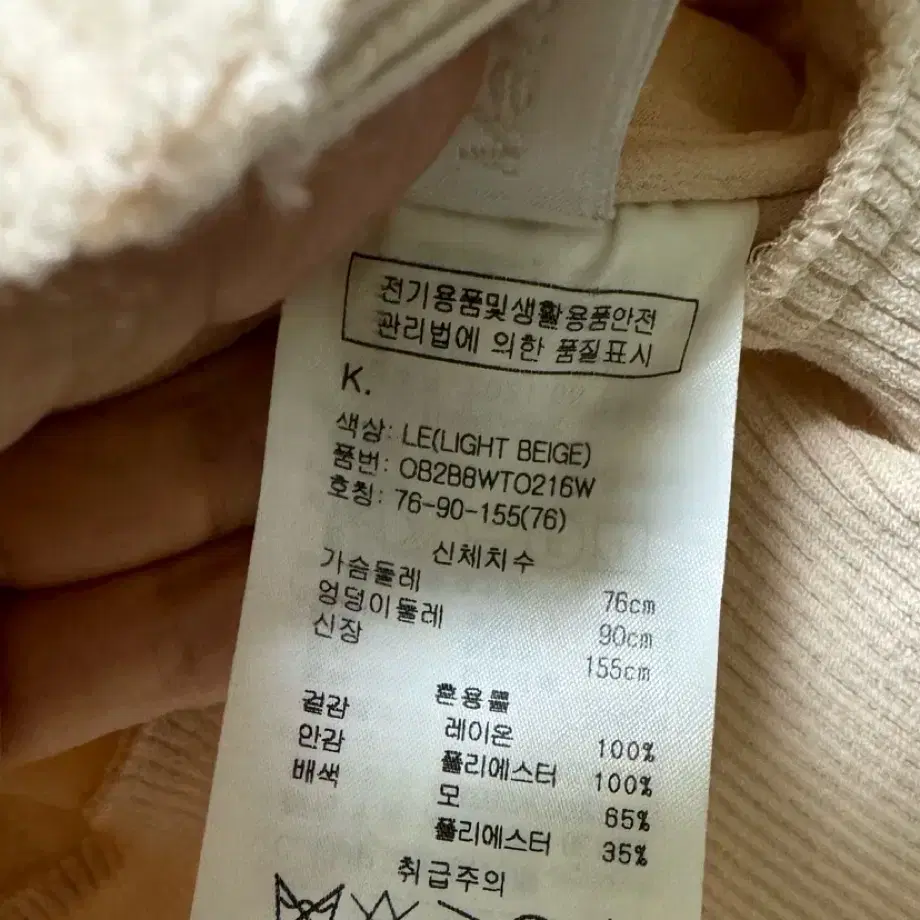 전기용품및생활용품안전
관리법에 의한 품질표시
K.
색상: LE(LIGHT BEIGE)
품번: OB2B8WTO216W
호칭: 76-90-155(76)
신체치수
가슴둘레 76cm
엉덩이둘레 90cm
신장 155cm
혼용률
겉감 레이온 100%
안감 폴리에스터 100%
배색 모 65%
폴리에스터 35%
취급주의